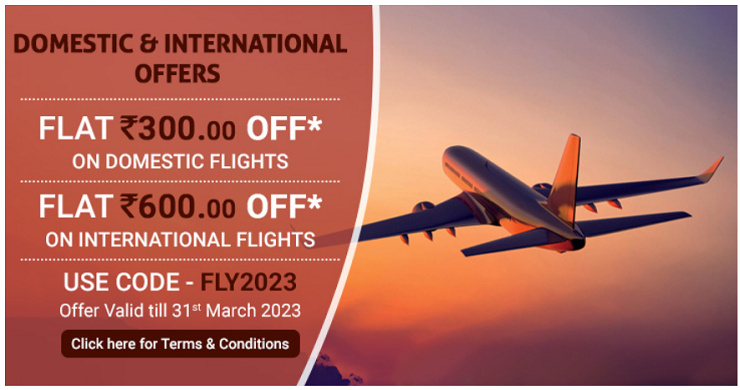 DOMESTIC & INTERNATIONAL
OFFERS
FLAT ₹300.00 OFF*
ON DOMESTIC FLIGHTS
FLAT ₹600.00 OFF*
ON INTERNATIONAL FLIGHTS
USE CODE - FLY2023
Offer Valid till 31st March 2023
Click here for Terms & Conditions